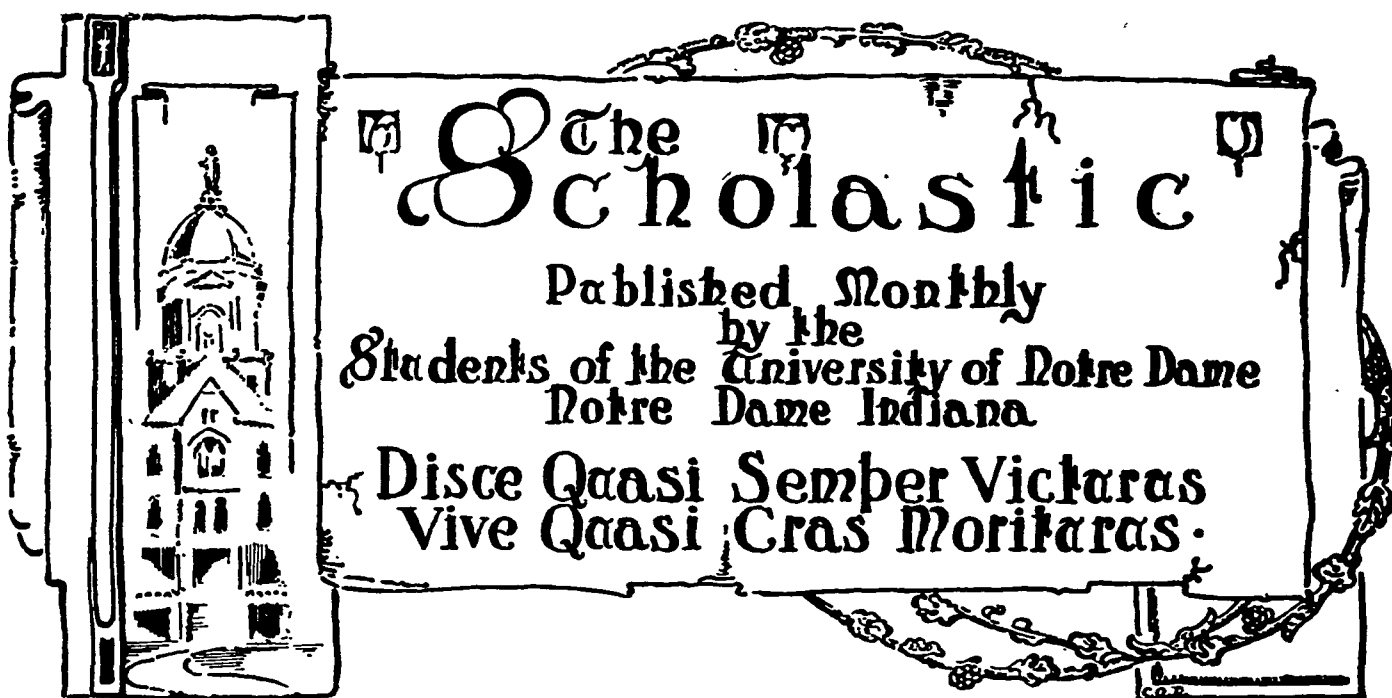 The
Scholastic
Published Monthly
by the
Students of the University of Notre Dame
Notre Dame Indiana
Disce Quasi Semper Victurus
Vive Quasi Cras Moriturus.